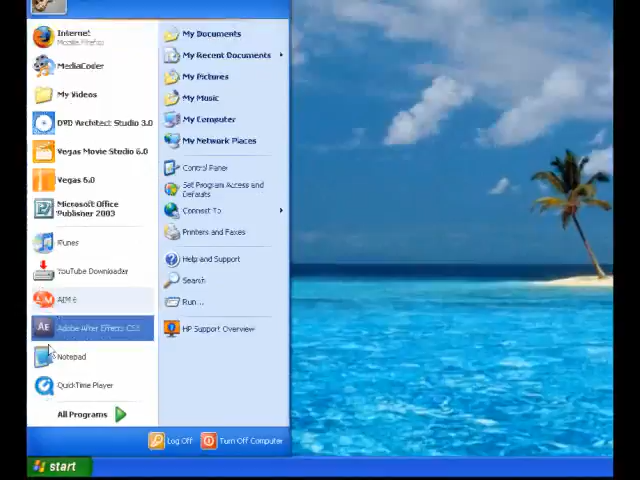 Internet
Mozilla Firefox
MediaCoder
My Videos
DVD Architect Studio 3.0
Vegas Movie Studio 6.0
Vegas 6.0
Microsoft Office
Publisher 2003
iTunes
YouTube Downloader
AIM 6
Adobe After Effects CS3
Notepad
QuickTime Player
All Programs
My Documents
My Recent Documents
My Pictures
My Music
My Computer
My Network Places
Control Panel
Set Program Access and
Defaults
Connect To
Printers and Faxes
Help and Support
Search
Run...
HP Support Overview
Log Off
Turn Off Computer
start